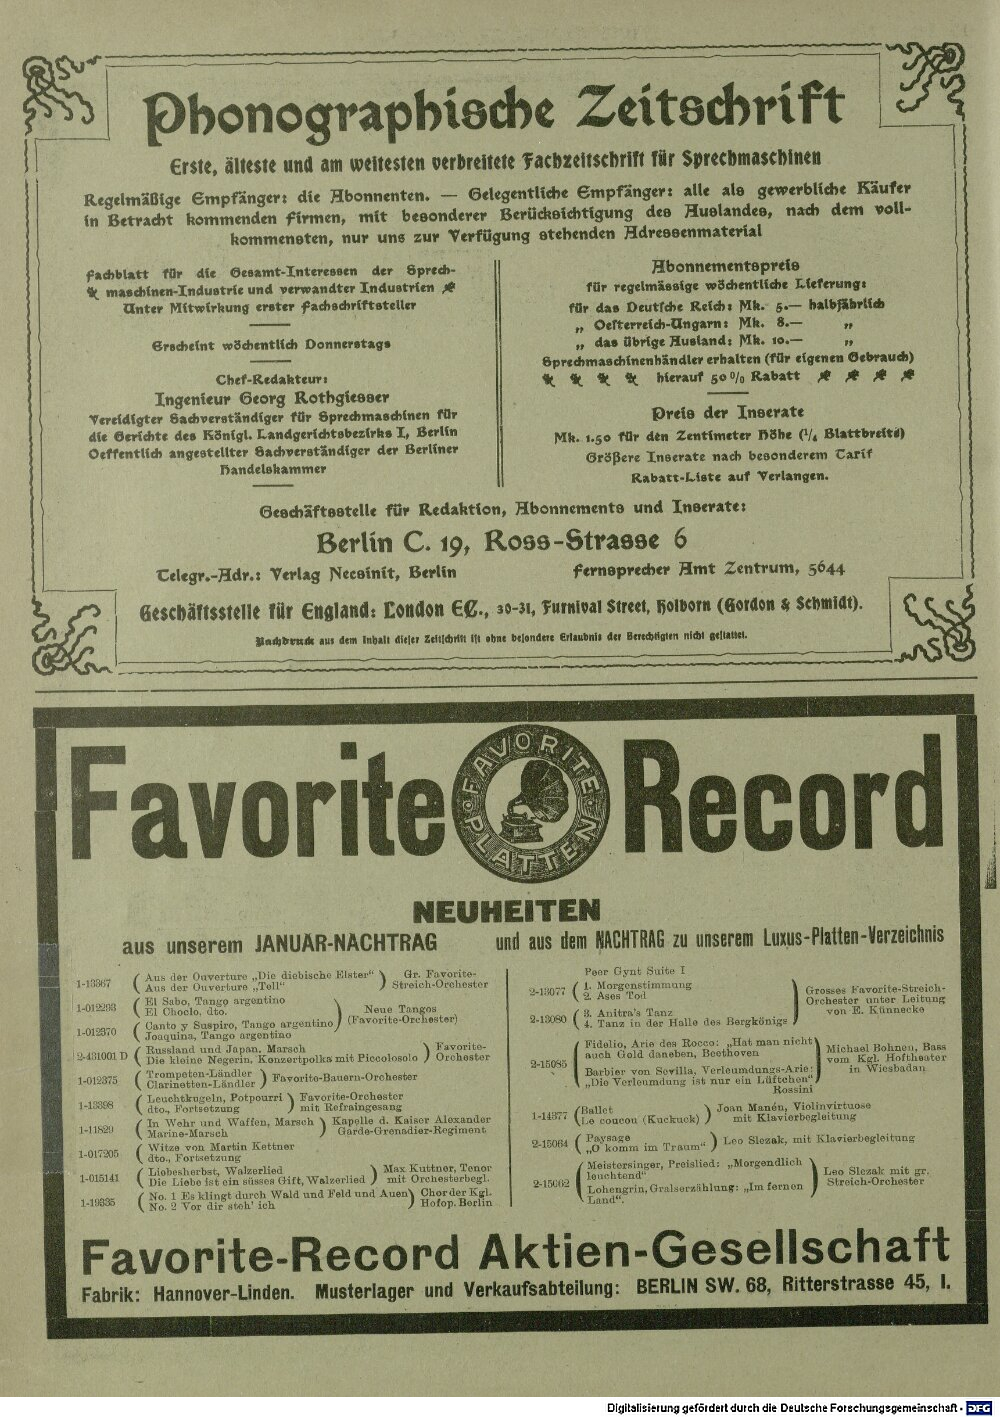 Phonographische Zeitschrift
Erste, älteste und am weitesten verbreitete Fachzeitschrift für Sprechmaschinen
Regelmäßige Empfänger: die Abonnenten. — Gelegentliche Empfänger: alle als gewerbliche Käufer
in Betracht kommenden Firmen, mit besonderer Berücksichtigung des Auslandes, nach dem voll-
kommensten, nur uns zur Verfügung stehenden Adressenmaterial
Fachblatt für die Gesamt-Interessen der Sprech-
maschinen-Industrie und verwandter Industrien
Unter Mitwirkung erster Fachschriftsteller
Erscheint wöchentlich Donnerstags
Chef-Redakteur:
Ingenieur Georg Rothgiesser
Vereidigter Sachverständiger für Sprechmaschinen für
die Gerichte des Königl. Landgerichtsbezirks I, Berlin
Oeffentlich angestellter Sachverständiger der Berliner
Handelskammer
Abonnementspreis
für regelmässige wöchentliche Lieferung:
für das Deutsche Reich: Mk. 5.— halbjährlich
„ Oesterreich-Ungarn: Mk. 8.— „
„ das übrige Ausland: Mk. 10.— „
Sprechmaschinenhändler erhalten (für eigenen Gebrauch)
hierauf 50 % Rabatt
Preis der Inserate
Mk. 1.50 für den Zentimeter Höhe (¼ Blattbreite)
Größere Inserate nach besonderem Tarif
Rabatt-Liste auf Verlangen.
Geschäftsstelle für Redaktion, Abonnements und Inserate:
Berlin C. 19, Ross-Strasse 6
Telegr.-Adr.: Verlag Necsinit, Berlin
Fernsprecher Amt Zentrum, 5644
Geschäftsstelle für England: London EC., 30-31, Furnival Street, Holborn (Gordon & Schmidt).
Nachdruck aus dem Inhalt dieser Zeitschrift ist ohne besondere Erlaubnis der Berechtigten nicht gestattet.
Favorite Record
FAVORITE PLATTEN
NEUHEITEN
aus unserem JANUAR-NACHTRAG
1-13367 Aus der Ouverture „Die diebische Elster“ Gr. Favorite-
Aus der Ouverture „Tell“ Streich-Orchester
1-012293 El Sabo, Tango argentino
El Choclo. dto. Neue Tangos
(Favorite-Orchester)
1-012370 Canto y Suspiro, Tango argentino
Joaquina, Tango argentino
2-431001 D Russland und Japan, Marsch Favorite-
Die kleine Negerin, Konzertpolka mit Piccolosolo Orchester
1-012375 Trompeten-Ländler
Clarinetten-Ländler Favorite-Bauern-Orchester
1-13398 Leuchtkugeln, Potpourri Favorite-Orchester
dto. Fortsetzung mit Refraingesang
1-11829 In Wehr und Waffen, Marsch Kapelle d. Kaiser Alexander
Marine-Marsch Garde-Grenadier-Regiment
1-017205 Witze von Martin Kettner
dto., Fortsetzung
1-015141 Liebesherbst, Walzerlied Max Kuttner, Tenor
Die Liebe ist ein süsses Gift, Walzerlied mit Orchesterbegl.
1-19335 No. 1 Es klingt durch Wald und Feld und Auen Chor der Kgl.
No. 2 Vor dir steh' ich Hofop. Berlin
und aus dem NACHTRAG zu unserem Luxus-Platten-Verzeichnis
Peer Gynt Suite I
2-13077 1. Morgenstimmung
2. Ases Tod
Grosses Favorite-Streich-
Orchester unter Leitung
von E. Künnecke
2-13080 3. Anitra's Tanz
4. Tanz in der Halle des Bergkönigs
2-15085 Fidelio, Arie des Rocco: „Hat man nicht
auch Gold daneben, Beethoven
Barbier von Sevilla, Verleumdungs-Arie:
„Die Verleumdung ist nur ein Lüftchen“
Rossini
Michael Bohnen, Bass
vom Kgl. Hoftheater
in Wiesbaden
1-14377 Ballet Joan Manén, Violinvirtuose
Le coucou (Kuckuck) mit Klavierbegleitung
2-15064 Paysage
„O komm im Traum“ Leo Slezak, mit Klavierbegleitung
2-15062 Meistersinger, Preislied: „Morgendlich
leuchtend“
Lohengrin, Gralserzählung: „Im fernen
Land“.
Leo Slezak mit gr.
Streich-Orchester
Favorite-Record Aktien-Gesellschaft
Fabrik: Hannover-Linden. Musterlager und Verkaufsabteilung: BERLIN SW. 68, Ritterstrasse 45, I.
Digitalisierung gefördert durch die Deutsche Forschungsgemeinschaft - DFG